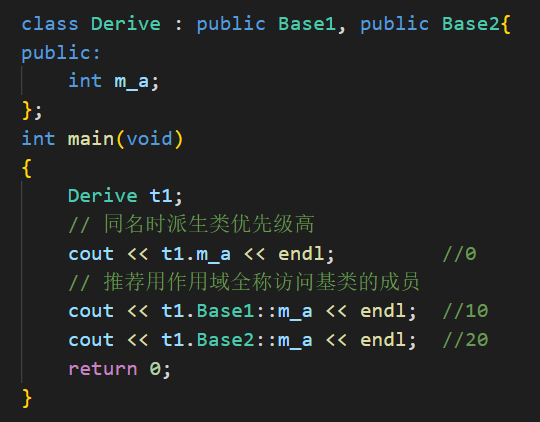 class Derive : public Base1, public Base2{
public:
    int m_a;
};
int main(void)
{
    Derive t1;
    // 同名时派生类优先级高
    cout << t1.m_a << endl;         //0
    // 推荐用作用域全称访问基类的成员
    cout << t1.Base1::m_a << endl;  //10
    cout << t1.Base2::m_a << endl;  //20
    return 0;
}